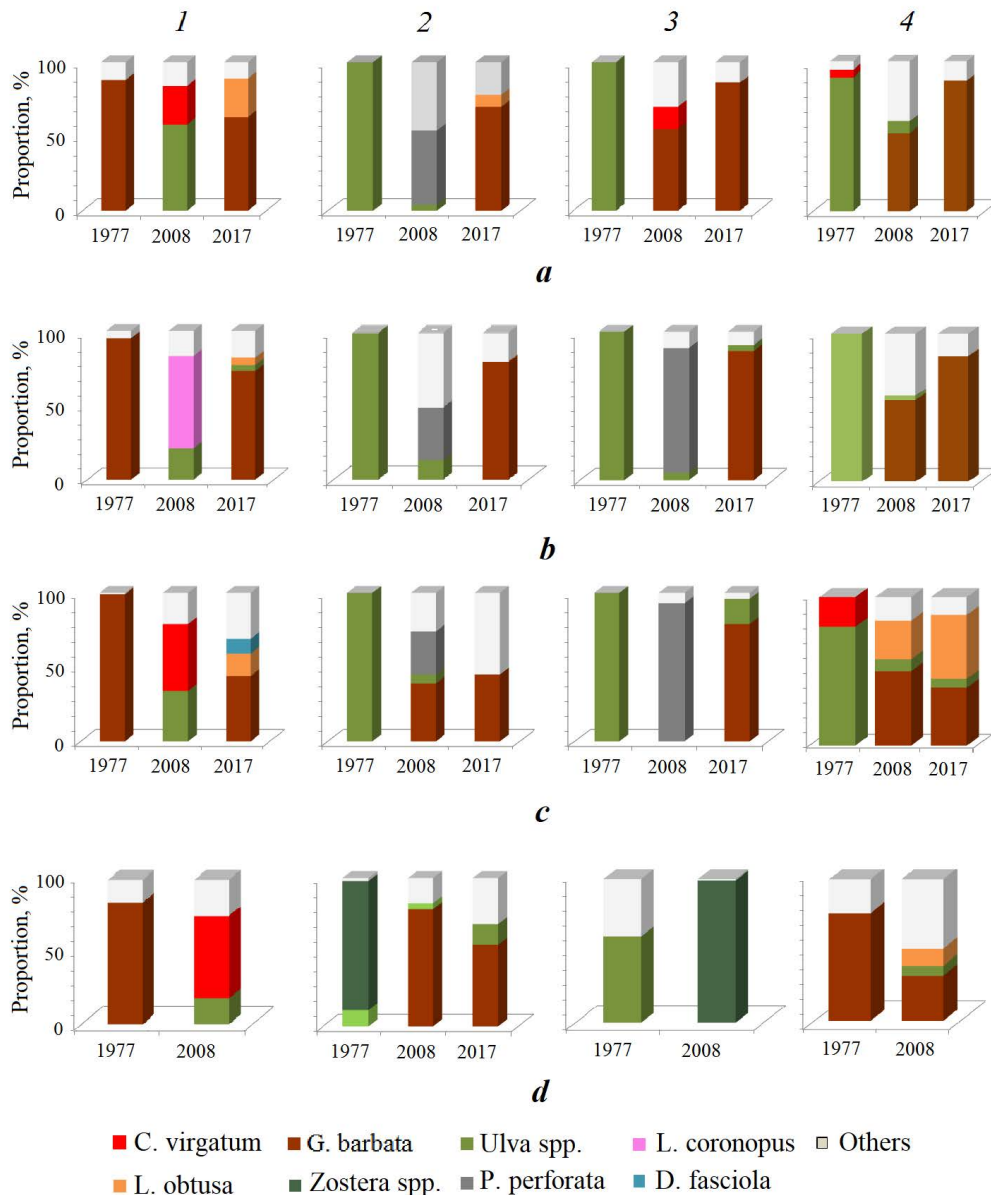 1 2 3 4
Proportion, %
100
50
0
1977 2008 2017 1977 2008 2017 1977 2008 2017 1977 2008 2017
a
Proportion, %
100
50
0
1977 2008 2017 1977 2008 2017 1977 2008 2017 1977 2008 2017
b
Proportion, %
100
50
0
1977 2008 2017 1977 2008 2017 1977 2008 2017 1977 2008 2017
c
Proportion, %
100
50
0
1977 2008 1977 2008 2017 1977 2008 1977 2008
d
C. virgatum G. barbata Ulva spp. L. coronopus Others
L. obtusa Zostera spp. P. perforata D. fasciola